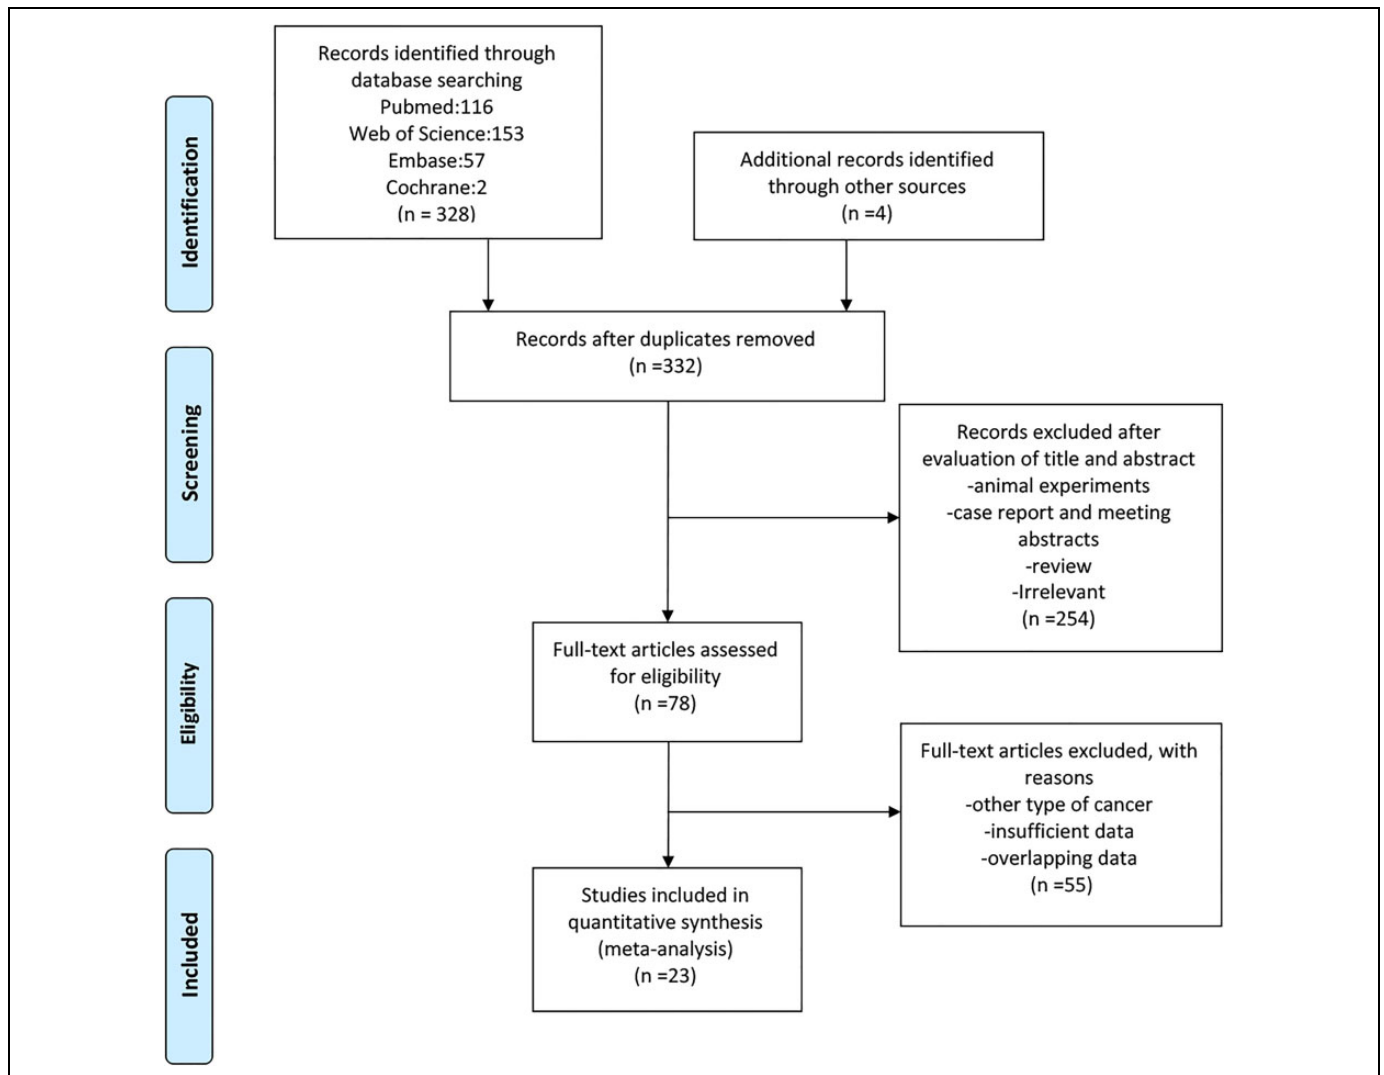 Identification
Records identified through
database searching
Pubmed:116
Web of Science:153
Embase:57
Cochrane:2
(n = 328)
Additional records identified
through other sources
(n =4)
Records after duplicates removed
(n =332)
Screening
Records excluded after
evaluation of title and abstract
-animal experiments
-case report and meeting
abstracts
-review
-Irrelevant
(n =254)
Eligibility
Full-text articles assessed
for eligibility
(n =78)
Full-text articles excluded, with
reasons
-other type of cancer
-insufficient data
-overlapping data
(n =55)
Included
Studies included in
quantitative synthesis
(meta-analysis)
(n =23)